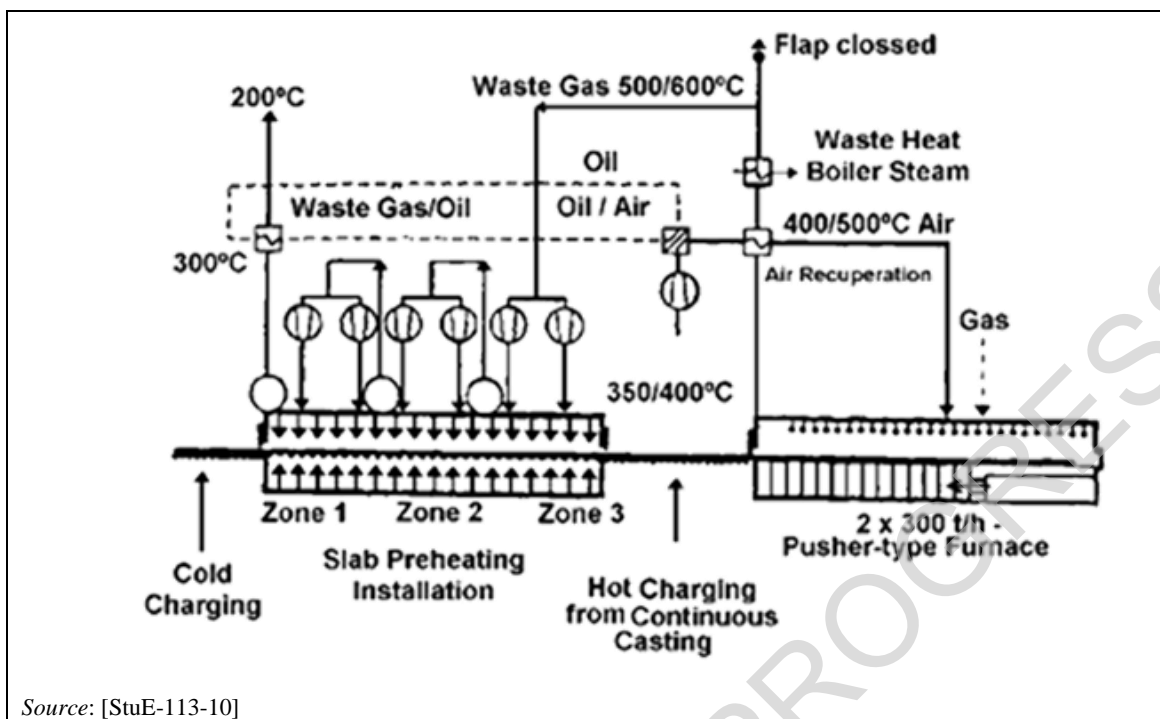 Flap clossed
Waste Gas 500/600ºC
200ºC
Waste Heat
Boiler Steam
Oil
Waste Gas/Oil
Oil / Air
400/500ºC Air
300ºC
Air Recuperation
Gas
350/400ºC
Zone 1
Zone 2
Zone 3
2 x 300 t/h -
Pusher-type Furnace
Slab Preheating
Installation
Cold
Charging
Hot Charging
from Continuous
Casting
PROGRES
Source: [StuE-113-10]